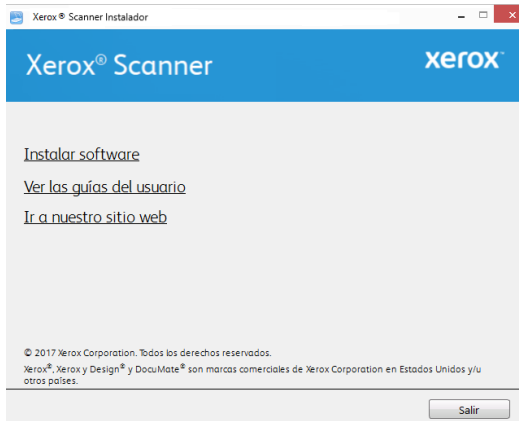 Xerox ® Scanner Instalador
Xerox® Scanner
xerox™
Instalar software
Ver las guías del usuario
Ir a nuestro sitio web
© 2017 Xerox Corporation. Todos los derechos reservados.
Xerox®, Xerox y Design® y DocuMate® son marcas comerciales de Xerox Corporation en Estados Unidos y/u
otros países.
Salir